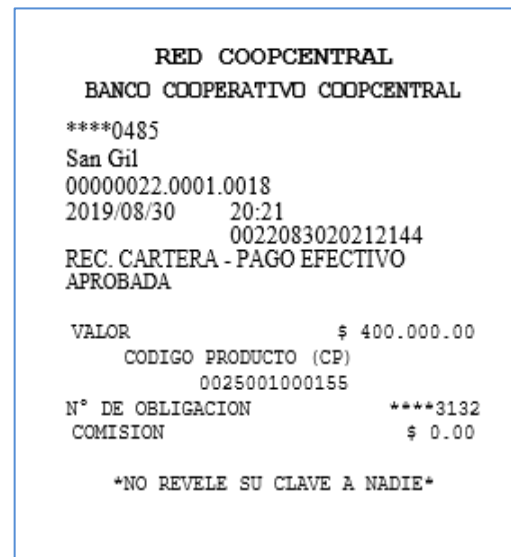 RED COOPCENTRAL
BANCO COOPERATIVO COOPCENTRAL
****0485
San Gil
00000022.0001.0018
2019/08/30 20:21
0022083020212144
REC. CARTERA - PAGO EFECTIVO
APROBADA
VALOR $ 400.000.00
CODIGO PRODUCTO (CP)
0025001000155
N° DE OBLIGACION ****3132
COMISION $ 0.00
*NO REVELE SU CLAVE A NADIE*